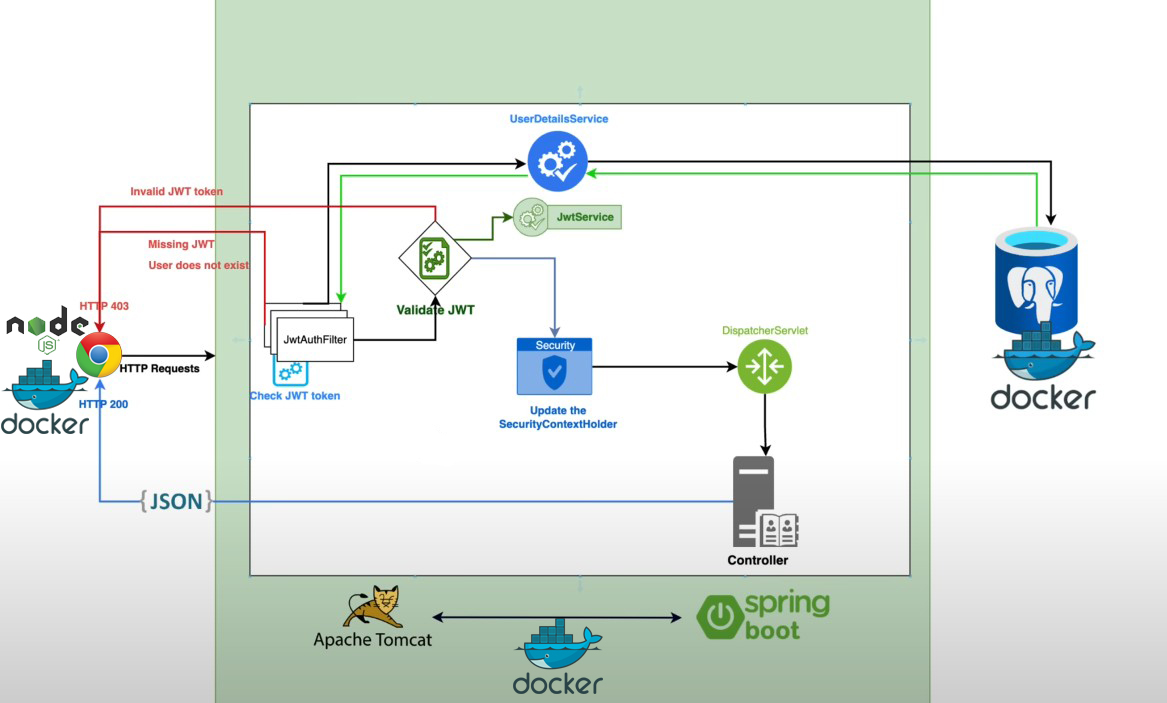 UserDetailsService
Invalid JWT token
JwtService
Missing JWT
User does not exist
Validate JWT
HTTP 403
node
JS
HTTP Requests
JwtAuthFilter
Check JWT token
Security
Update the
SecurityContextHolder
DispatcherServlet
docker
HTTP 200
docker
{JSON}
Controller
Apache Tomcat
spring
boot
docker